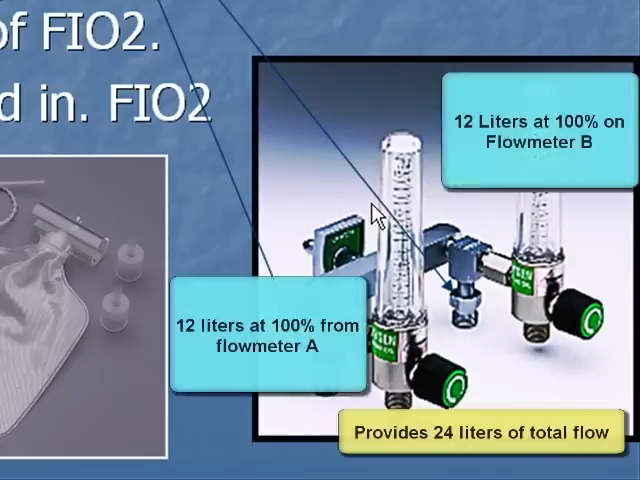 of FIO2.
d in. FIO2
12 Liters at 100% on
Flowmeter B
12 liters at 100% from
flowmeter A
Provides 24 liters of total flow